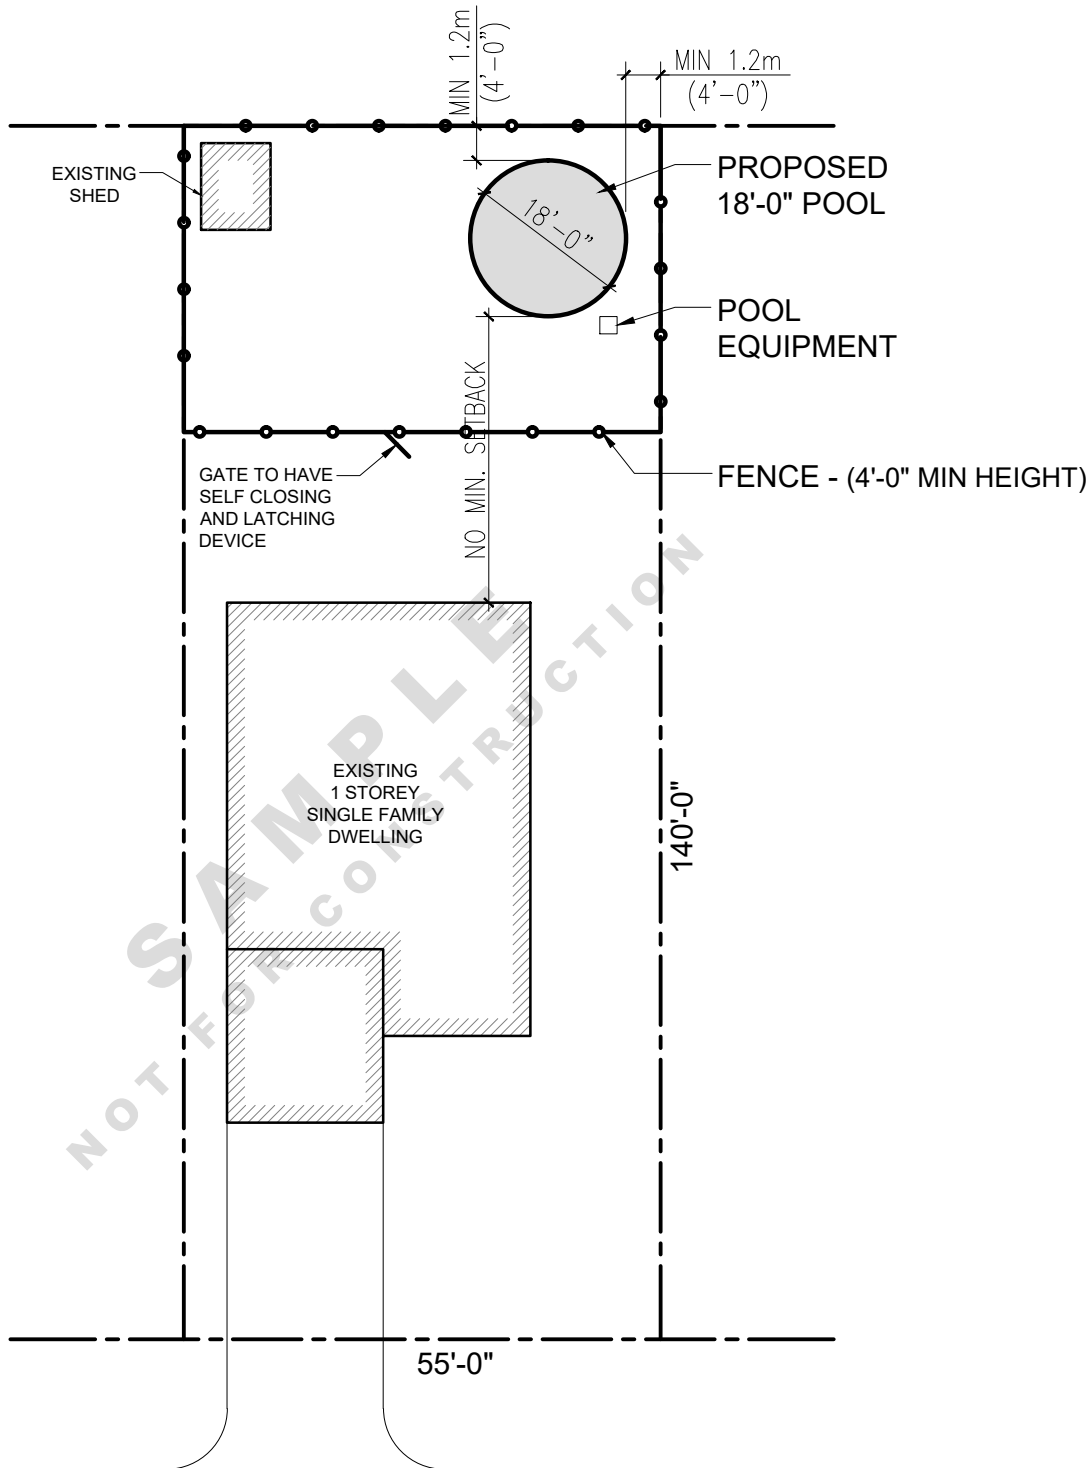 MIN 1.2m
(4'-0")
MIN 1.2m
(4'-0")
EXISTING
SHED
PROPOSED
18'-0" POOL
18'-0"
POOL
EQUIPMENT
NO MIN. SETBACK
GATE TO HAVE
SELF CLOSING
AND LATCHING
DEVICE
FENCE - (4'-0" MIN HEIGHT)
EXISTING
1 STOREY
SINGLE FAMILY
DWELLING
140'-0"
SAMPLE
NOT FOR CONSTRUCTION
55'-0"